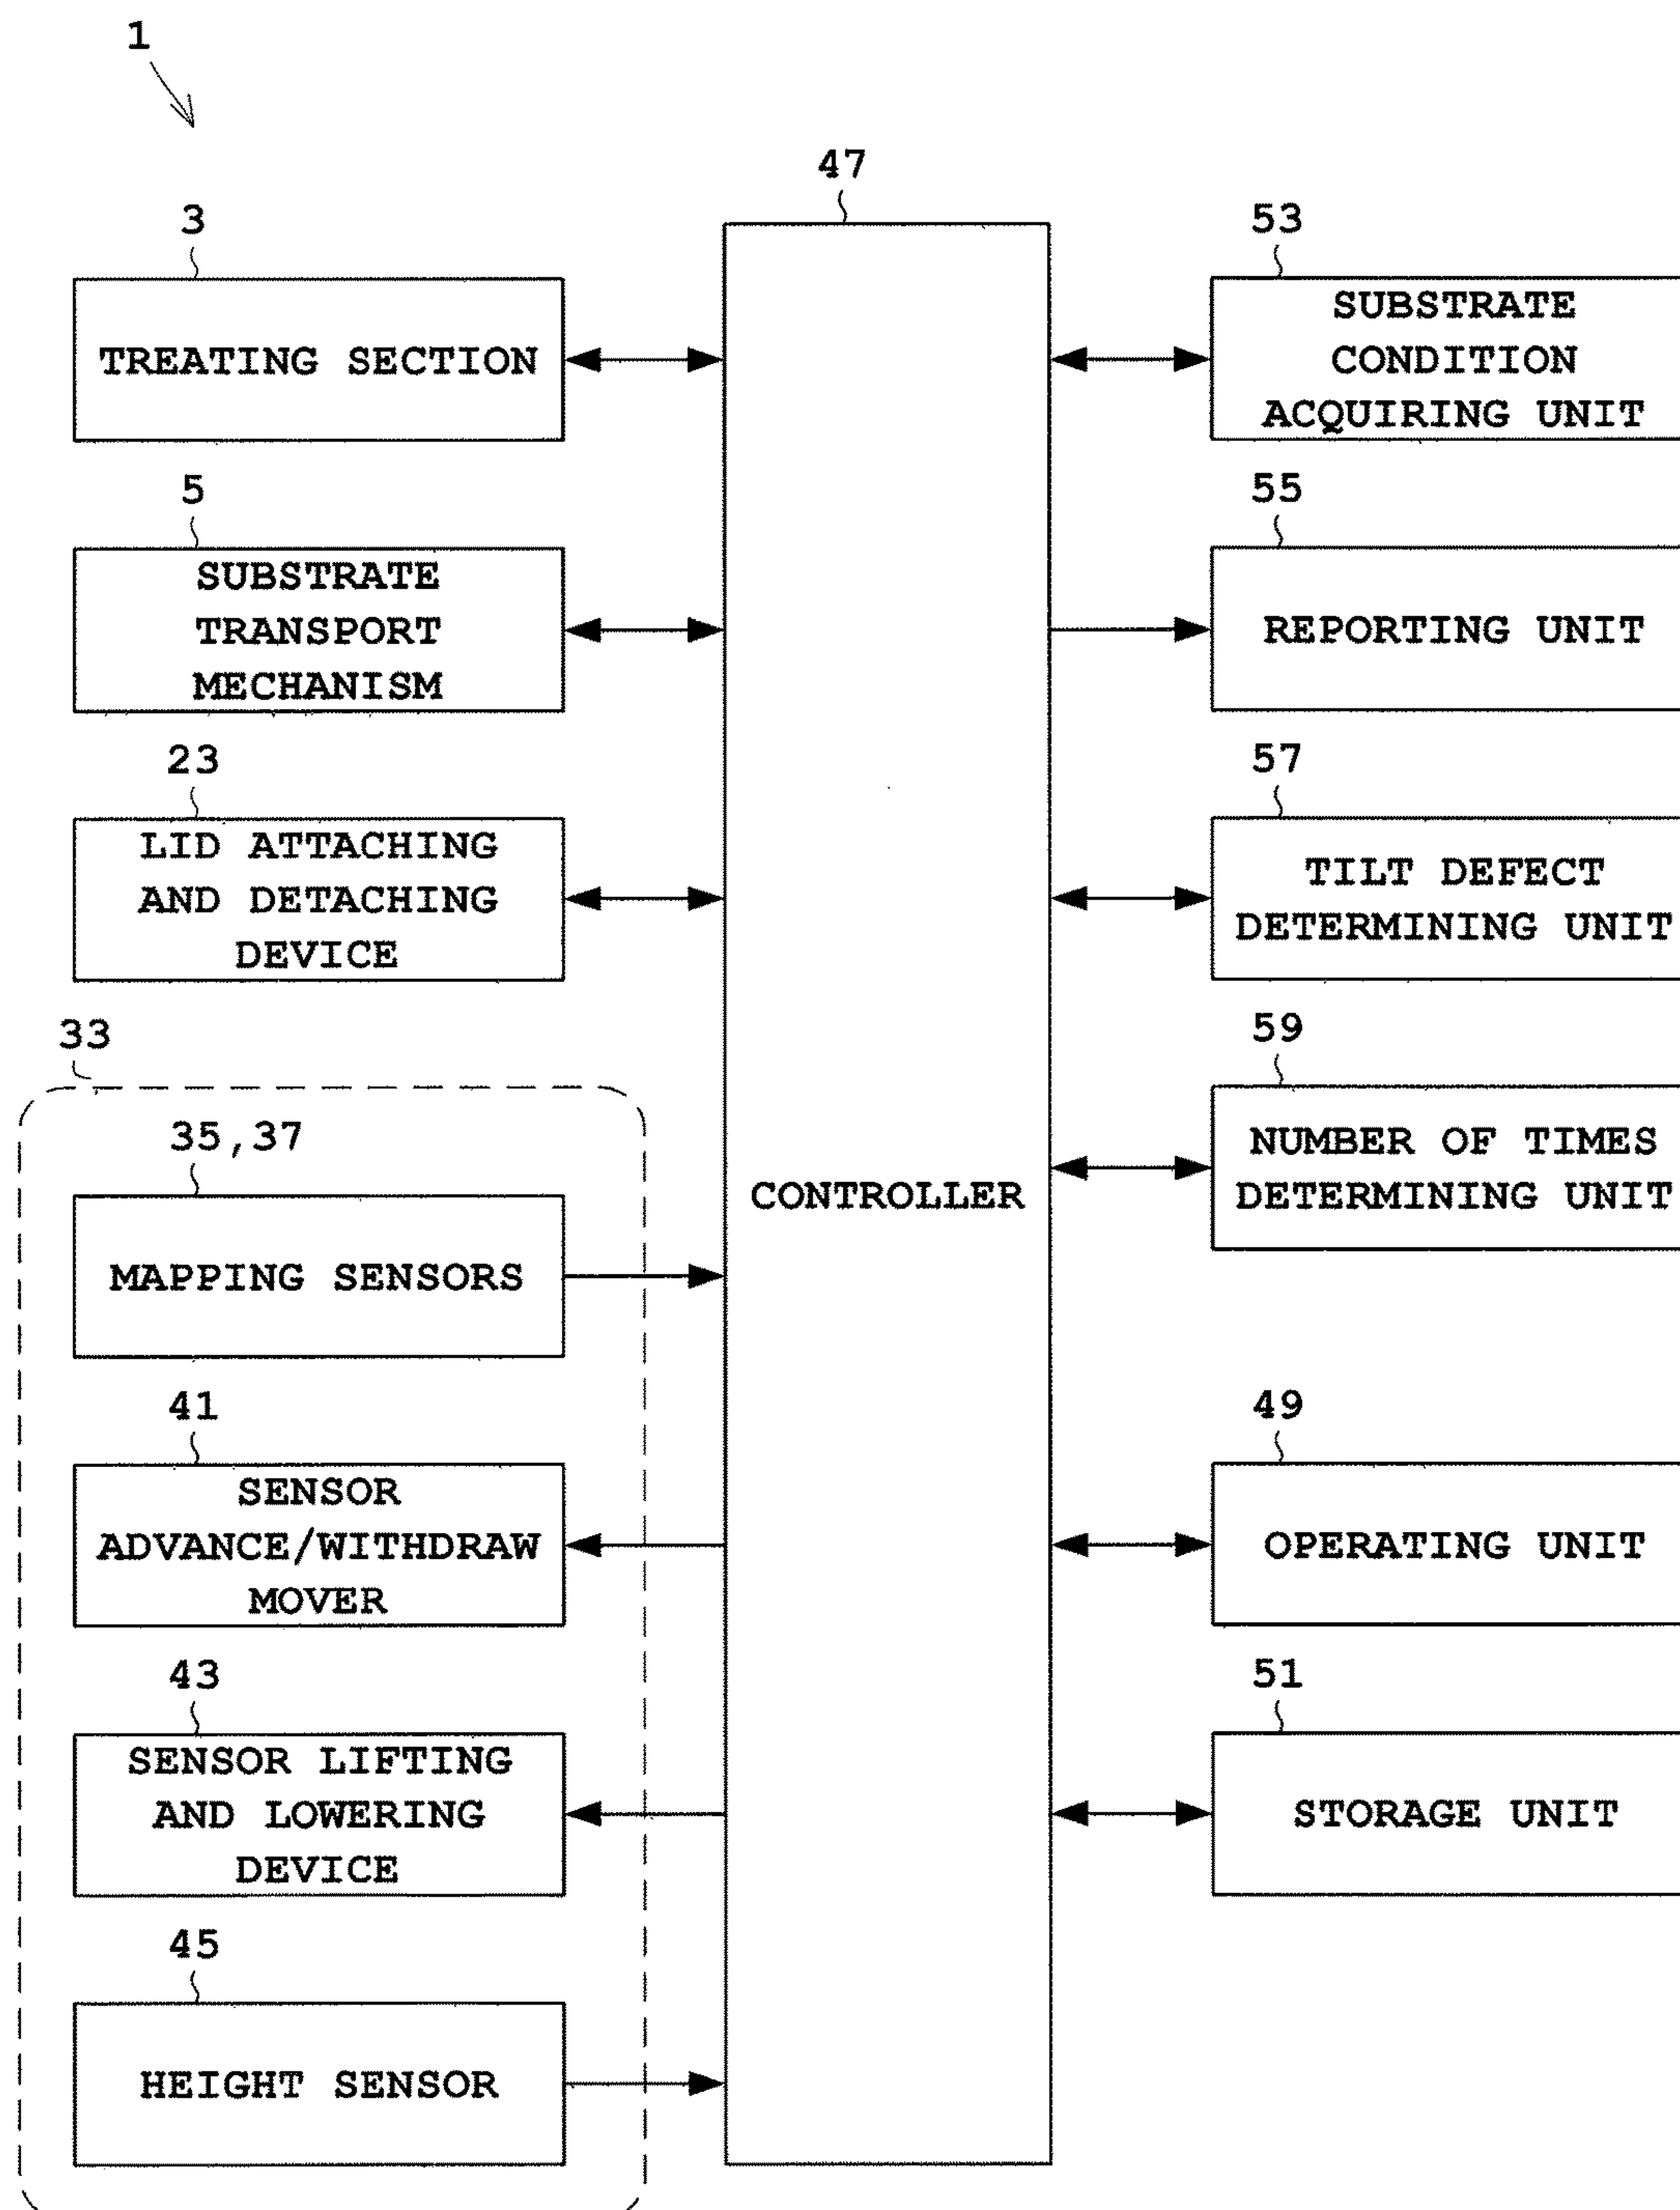 1
47
3
TREATING SECTION
5
SUBSTRATE
TRANSPORT
MECHANISM
23
LID ATTACHING
AND DETACHING
DEVICE
33
35,37
MAPPING SENSORS
41
SENSOR
ADVANCE/WITHDRAW
MOVER
43
SENSOR LIFTING
AND LOWERING
DEVICE
45
HEIGHT SENSOR
CONTROLLER
53
SUBSTRATE
CONDITION
ACQUIRING UNIT
55
REPORTING UNIT
57
TILT DEFECT
DETERMINING UNIT
59
NUMBER OF TIMES
DETERMINING UNIT
49
OPERATING UNIT
51
STORAGE UNIT